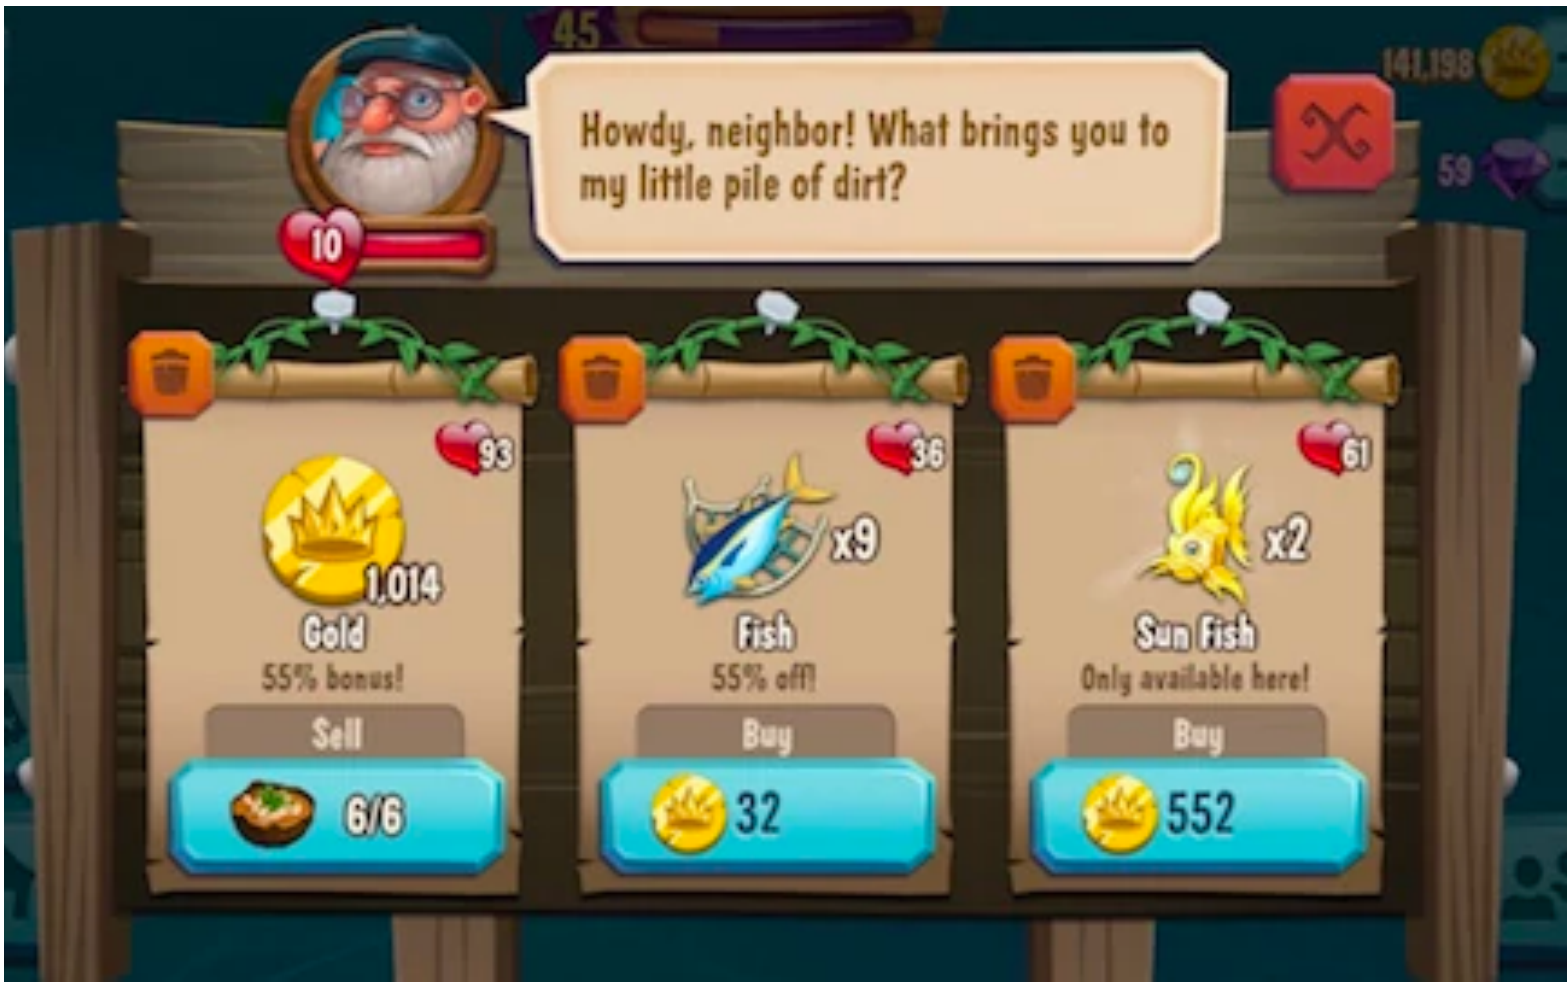 45
141,198
Howdy, neighbor! What brings you to
my little pile of dirt?
59
10
93
36
61
1,014
x9
x2
Gold
Fish
Sun Fish
55% bonus!
55% off!
Only available here!
Sell
Buy
Buy
6/6
32
552